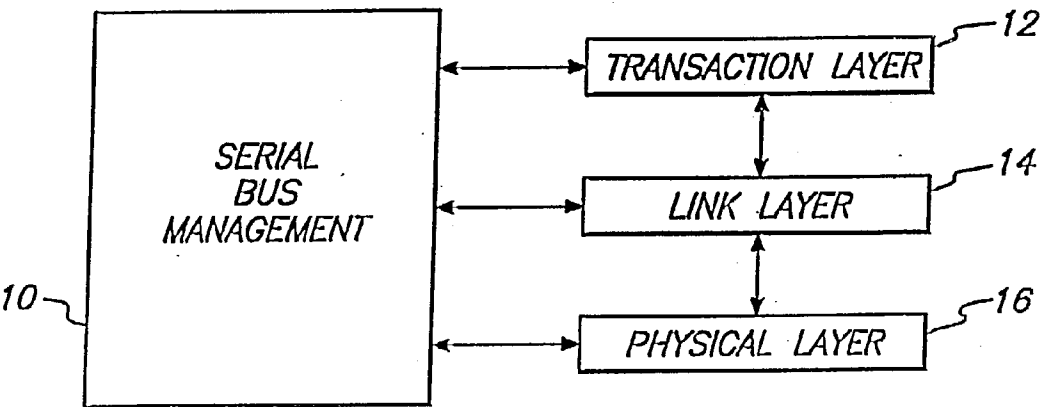 12
TRANSACTION LAYER
14
SERIAL
BUS
MANAGEMENT
LINK LAYER
10
16
PHYSICAL LAYER